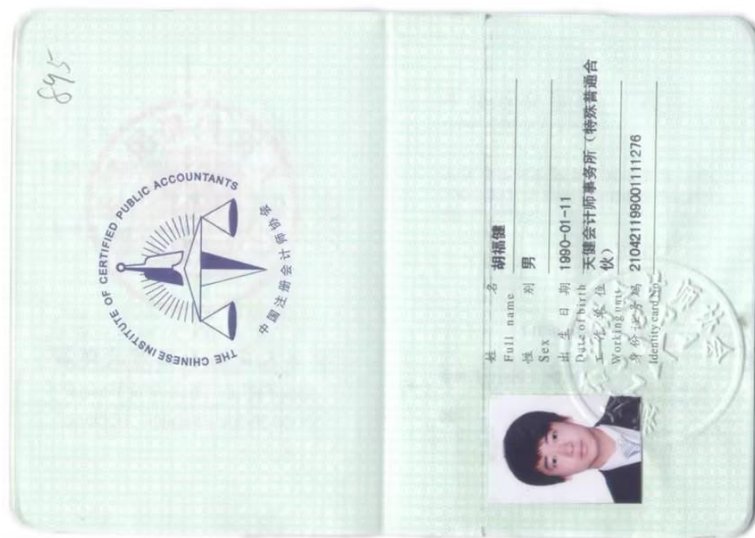 895
THE CHINESE INSTITUTE OF CERTIFIED PUBLIC ACCOUNTANTS
中国注册会计师协会
姓 名 胡福健
Full name
性 别 男
Sex
出 生 日 期 1990-01-11
Date of birth
工 作 单 位 天健会计师事务所（特殊普通合
Working unit 伙）
身 份 证 号 码 210421199001111276
Identity card No.